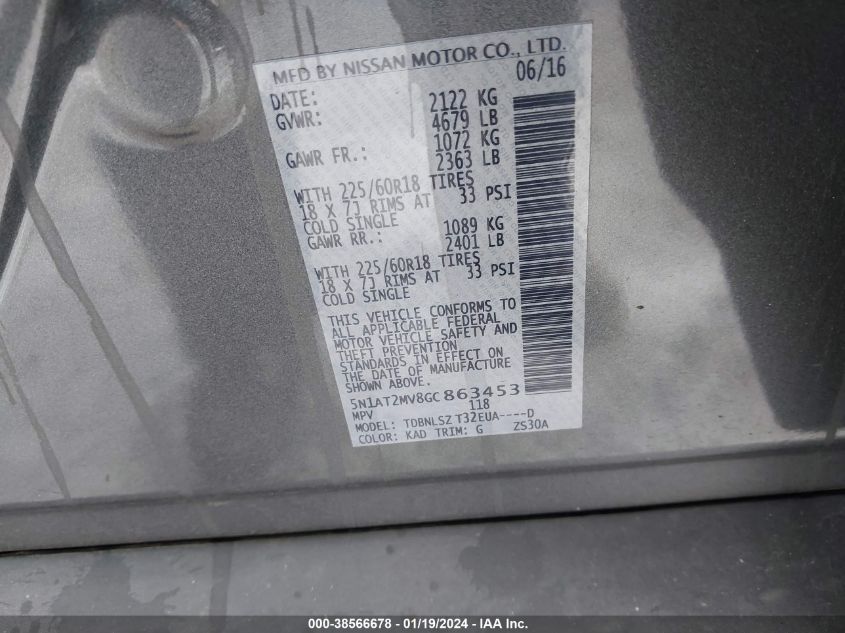 MFD BY NISSAN MOTOR CO., LTD.
DATE: 06/16
GVWR: 2122 KG
4679 LB
GAWR FR.: 1072 KG
2363 LB
WITH 225/60R18 TIRES
18 X 7J RIMS AT 33 PSI
COLD SINGLE
GAWR RR.: 1089 KG
2401 LB
WITH 225/60R18 TIRES
18 X 7J RIMS AT 33 PSI
COLD SINGLE
THIS VEHICLE CONFORMS TO
ALL APPLICABLE FEDERAL
MOTOR VEHICLE SAFETY AND
THEFT PREVENTION
STANDARDS IN EFFECT ON
THE DATE OF MANUFACTURE
SHOWN ABOVE.
5N1AT2MV8GC863453
MPV 118
MODEL: TDBNLSZ T32EUA----D
COLOR: KAD TRIM: G ZS30A
000-38566678 - 01/19/2024 - IAA Inc.